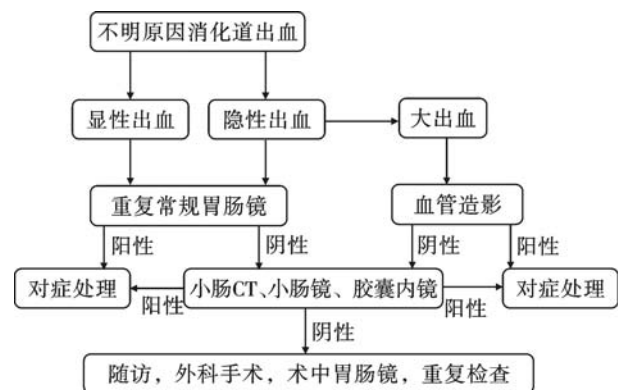 不明原因消化道出血
显性出血
隐性出血
大出血
重复常规胃肠镜
血管造影
阳性
阴性
阴性
阳性
对症处理
阳性
小肠CT、小肠镜、胶囊内镜
阳性
对症处理
阴性
随访，外科手术，术中胃肠镜，重复检查